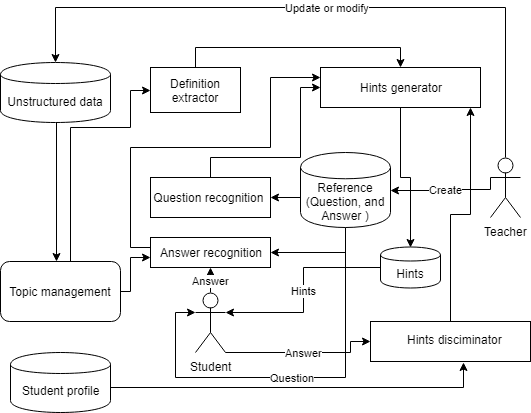 Update or modify
Unstructured data
Definition
extractor
Hints generator
Question recognition
Reference
(Question, and
Answer )
Create
Teacher
Answer recognition
Topic management
Answer
Hints
Hints
Student
Answer
Hints disciminator
Question
Student profile